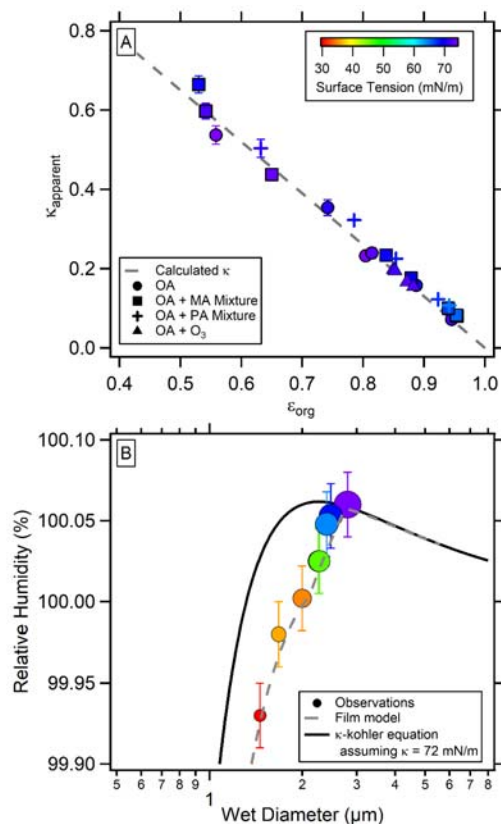 A
0.8
0.6
0.4
0.2
0.0
κapparent
30 40 50 60 70
Surface Tension (mN/m)
Calculated κ
OA
OA + MA Mixture
OA + PA Mixture
OA + O3
0.4 0.5 0.6 0.7 0.8 0.9 1.0
εorg
B
100.10
100.05
100.00
99.95
99.90
Relative Humidity (%)
Observations
Film model
κ-kohler equation
assuming κ = 72 mN/m
5 6 7 8 9 1 2 3 4 5 6 7 8
Wet Diameter (µm)